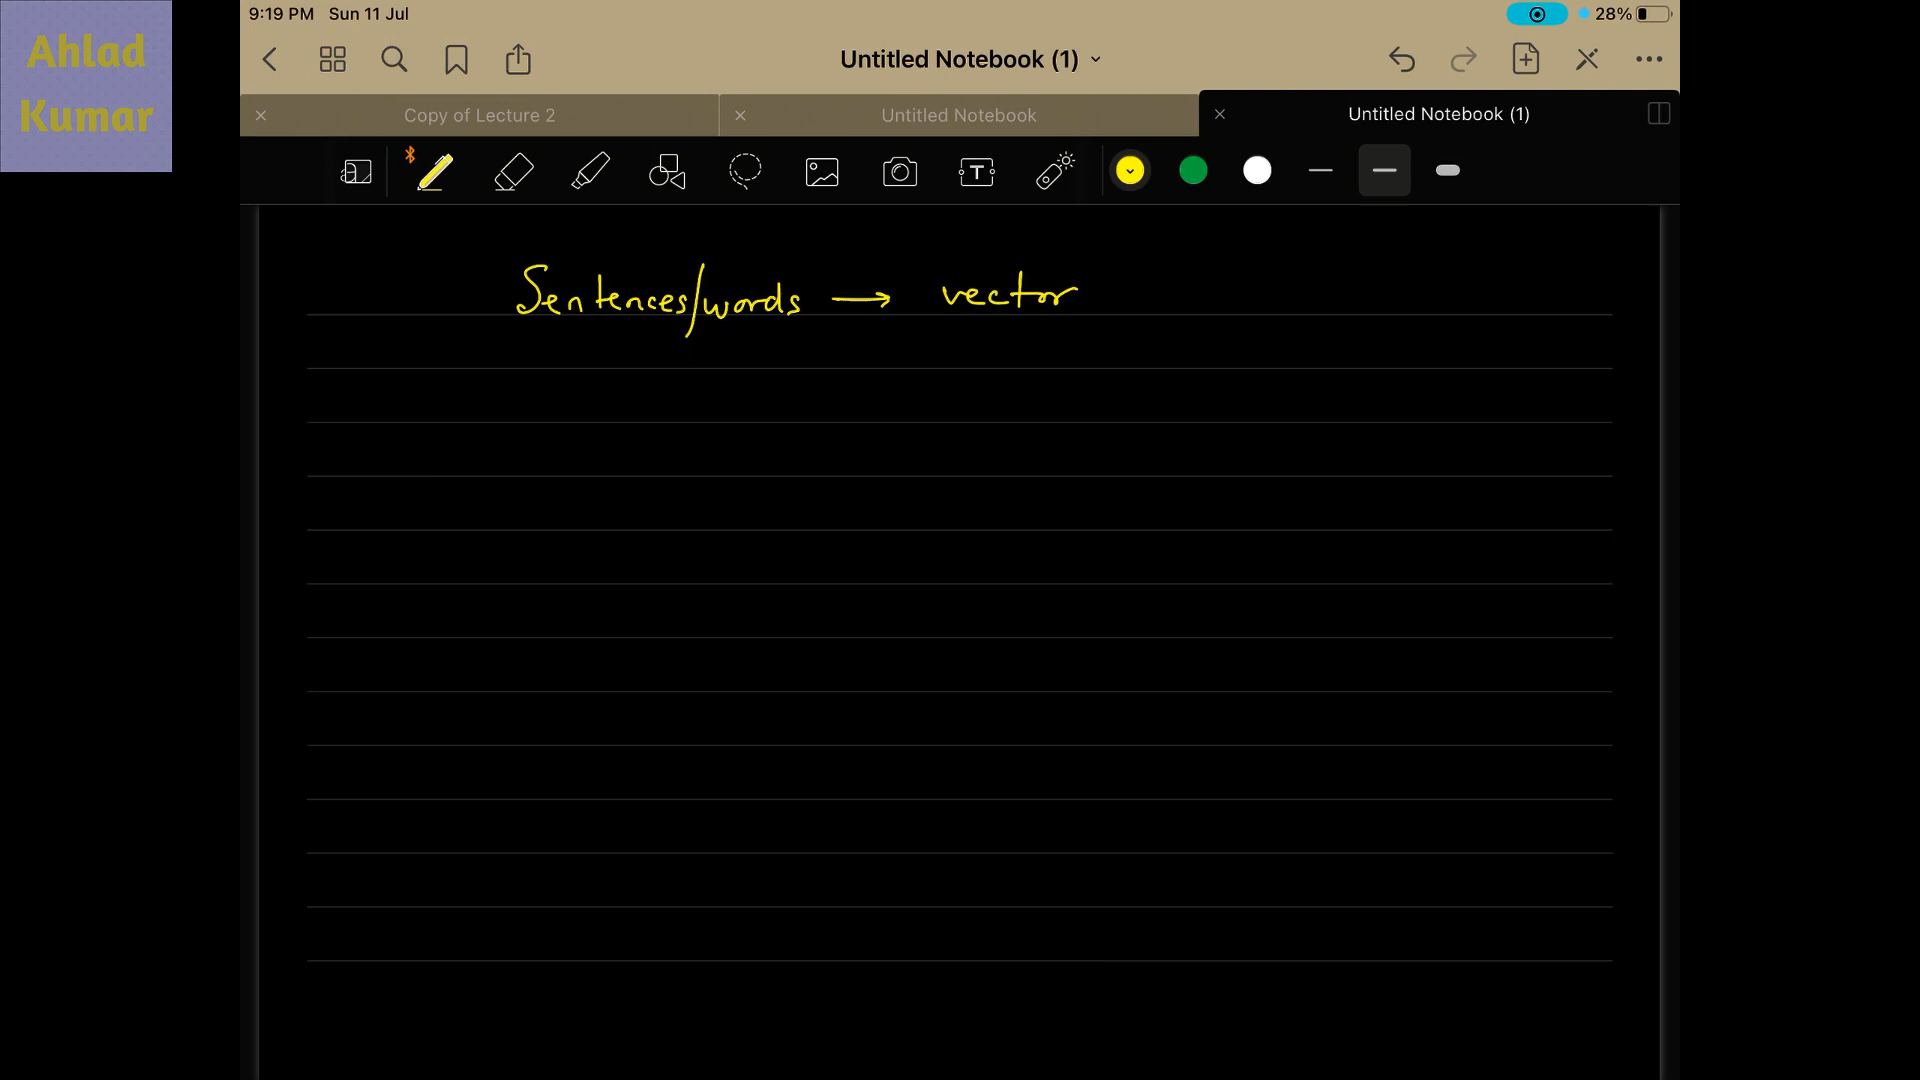 Ahlad
Kumar
9:19 PM Sun 11 Jul
28%
Untitled Notebook (1)
Copy of Lecture 2
Untitled Notebook
Untitled Notebook (1)
T
Sentences/words → vector